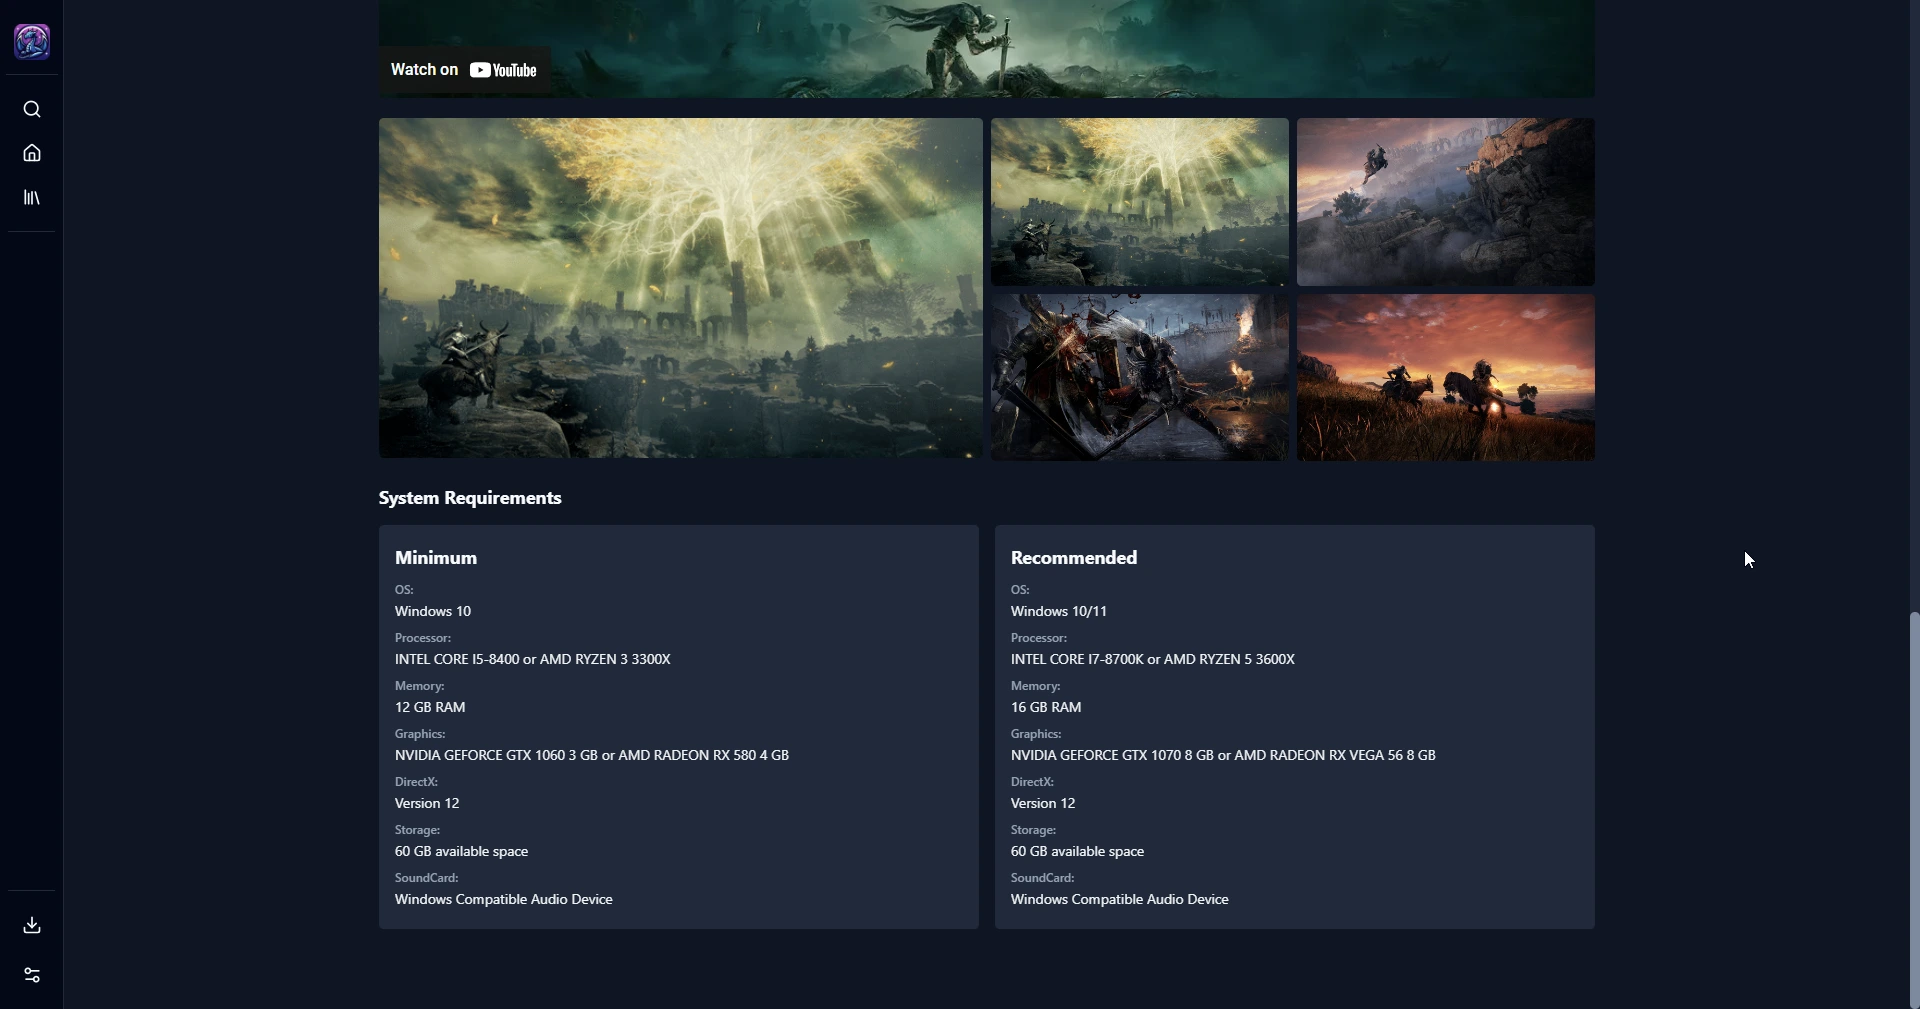 Watch on YouTube
System Requirements
Minimum
OS:
Windows 10
Processor:
INTEL CORE I5-8400 or AMD RYZEN 3 3300X
Memory:
12 GB RAM
Graphics:
NVIDIA GEFORCE GTX 1060 3 GB or AMD RADEON RX 580 4 GB
DirectX:
Version 12
Storage:
60 GB available space
SoundCard:
Windows Compatible Audio Device
Recommended
OS:
Windows 10/11
Processor:
INTEL CORE I7-8700K or AMD RYZEN 5 3600X
Memory:
16 GB RAM
Graphics:
NVIDIA GEFORCE GTX 1070 8 GB or AMD RADEON RX VEGA 56 8 GB
DirectX:
Version 12
Storage:
60 GB available space
SoundCard:
Windows Compatible Audio Device